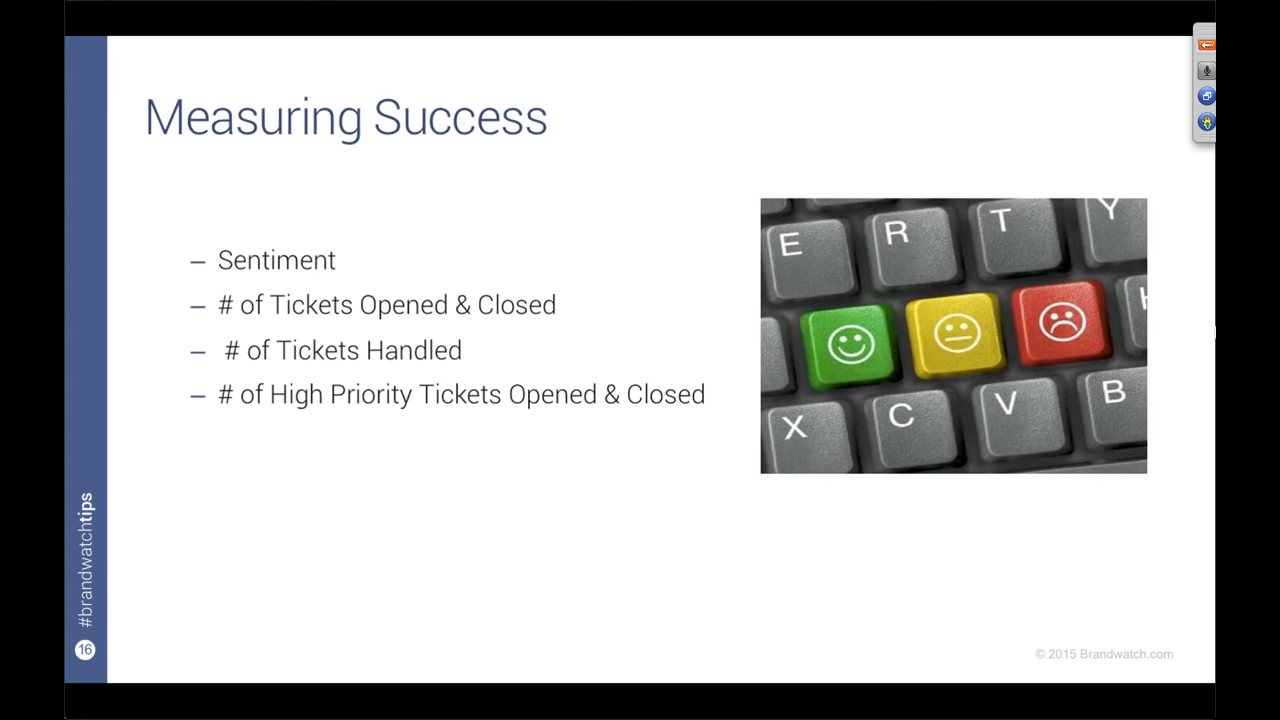 Measuring Success
– Sentiment
– # of Tickets Opened & Closed
– # of Tickets Handled
– # of High Priority Tickets Opened & Closed
E R T Y
X C V B
#brandwatchtips
16
© 2015 Brandwatch.com